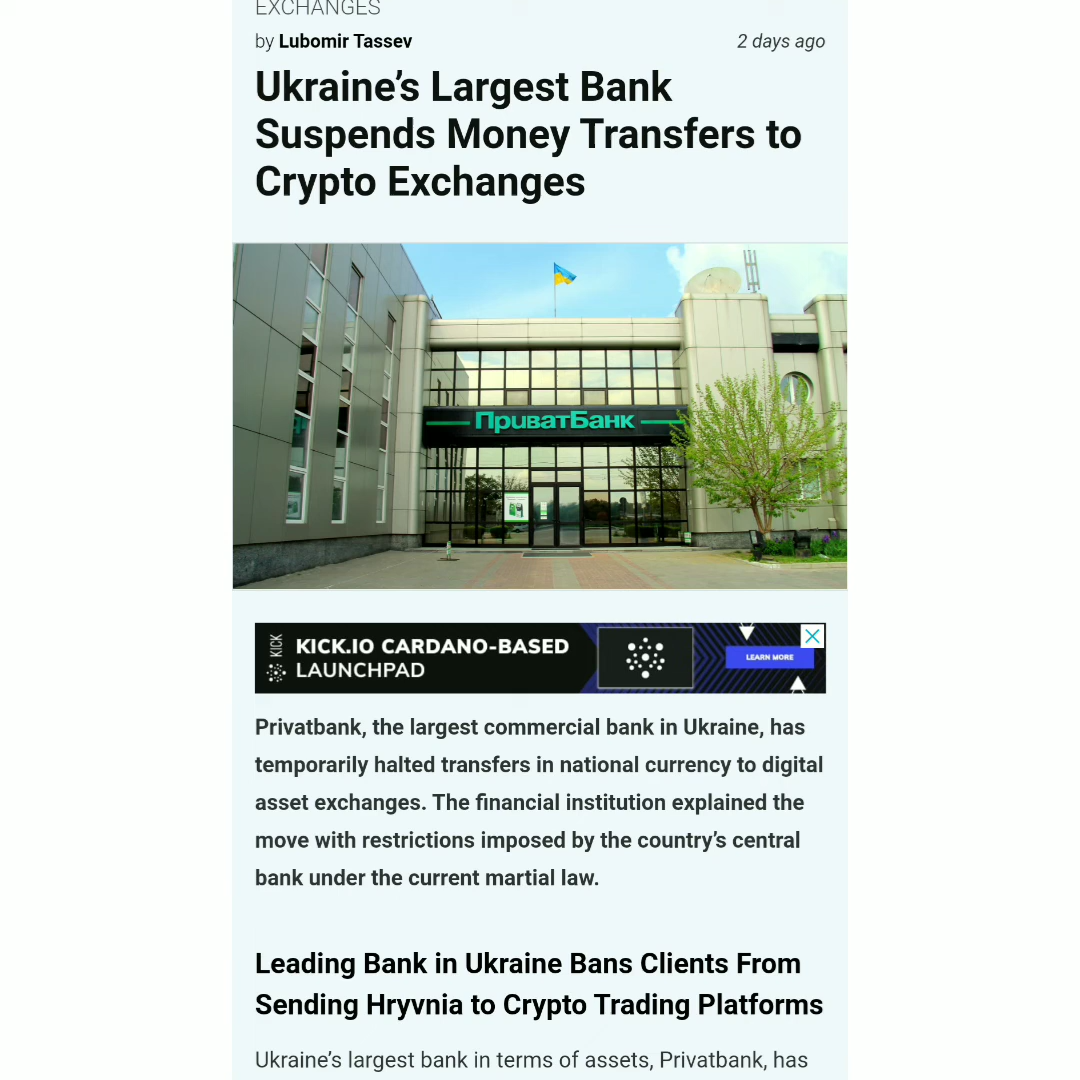 EXCHANGES
by Lubomir Tassev
2 days ago
Ukraine’s Largest Bank
Suspends Money Transfers to
Crypto Exchanges
ПриватБанк
KICK
KICK.IO CARDANO-BASED
LAUNCHPAD
LEARN MORE
Privatbank, the largest commercial bank in Ukraine, has
temporarily halted transfers in national currency to digital
asset exchanges. The financial institution explained the
move with restrictions imposed by the country’s central
bank under the current martial law.
Leading Bank in Ukraine Bans Clients From
Sending Hryvnia to Crypto Trading Platforms
Ukraine’s largest bank in terms of assets, Privatbank, has